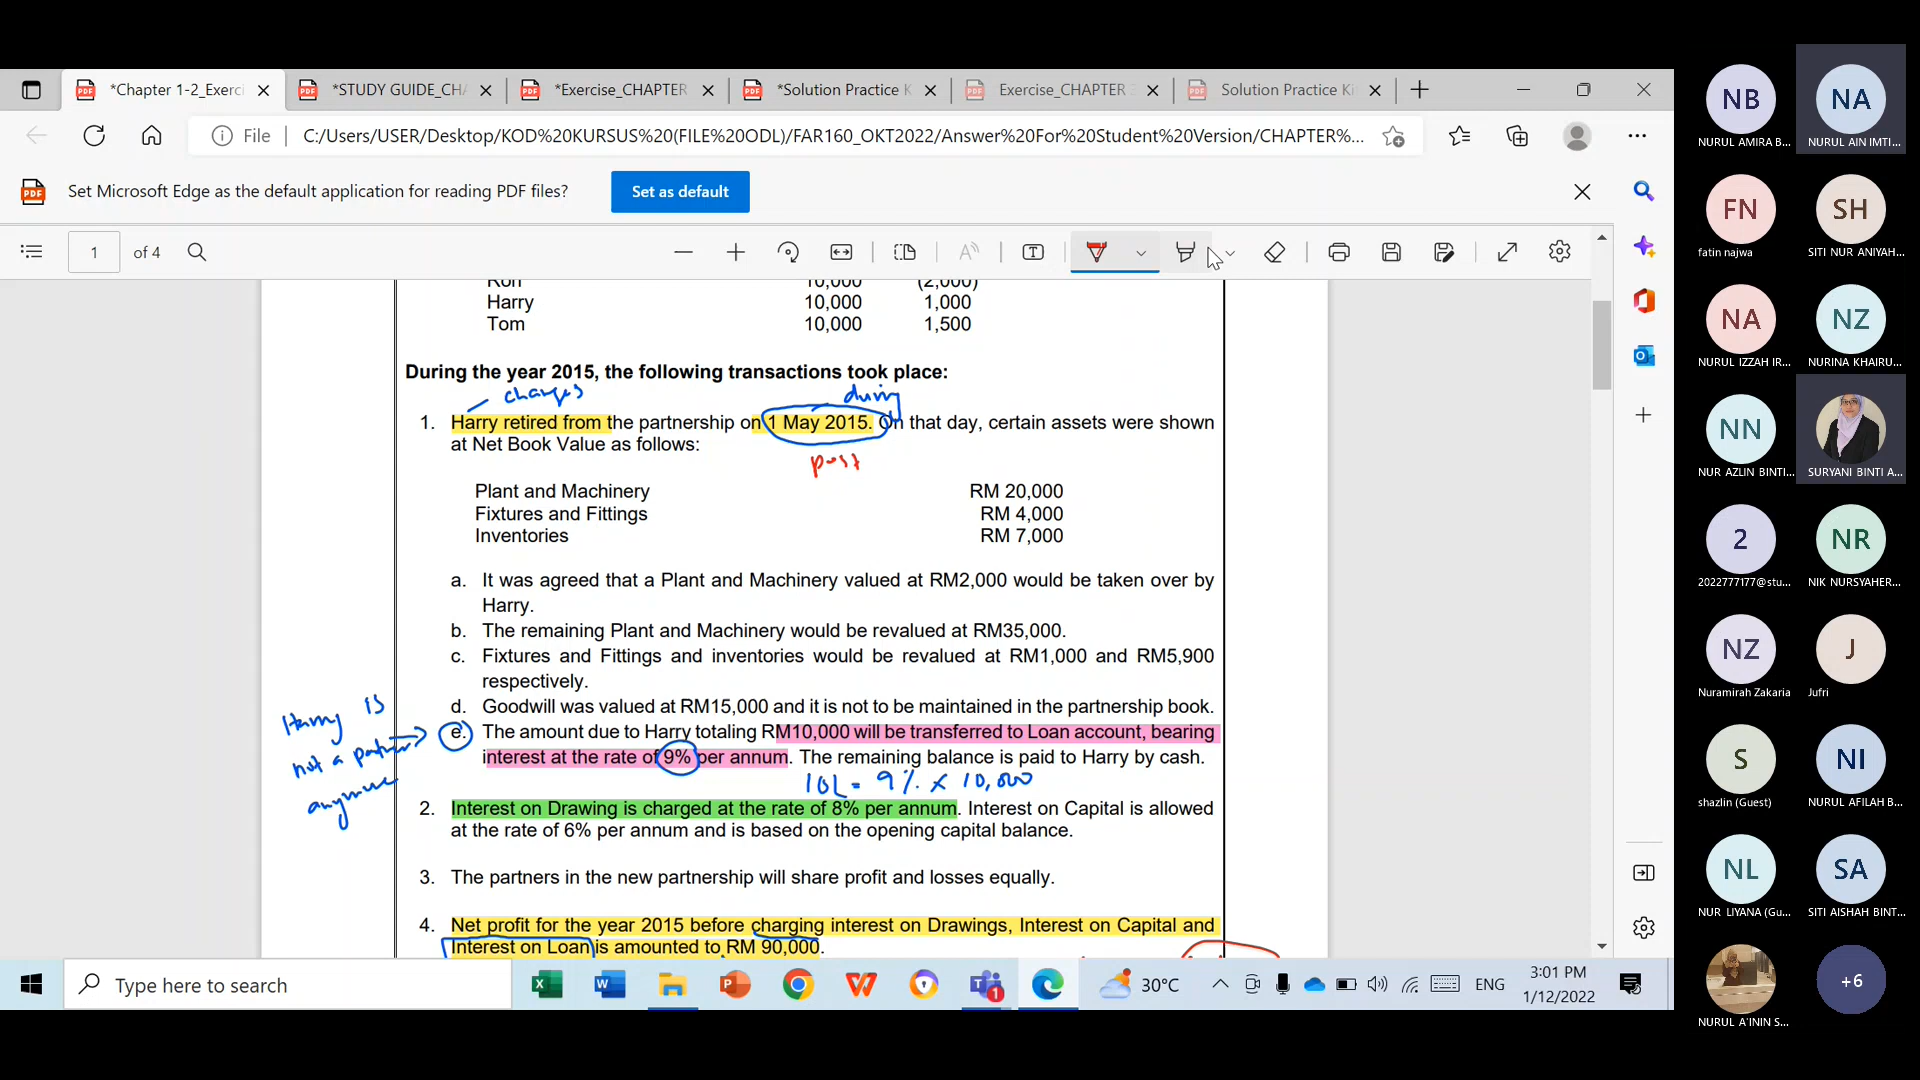 *Chapter 1-2_Exerci
*STUDY GUIDE_CHA
*Exercise_CHAPTER
*Solution Practice K
Exercise_CHAPTER 3
Solution Practice Ki
File
C:/Users/USER/Desktop/KOD%20KURSUS%20(FILE%20ODL)/FAR160_OKT2022/Answer%20For%20Student%20Version/CHAPTER%...
Set Microsoft Edge as the default application for reading PDF files?
Set as default
1 of 4
Ron 10,000 (2,000)
Harry 10,000 1,000
Tom 10,000 1,500
During the year 2015, the following transactions took place:
changes
during
1. Harry retired from the partnership on 1 May 2015. On that day, certain assets were shown
at Net Book Value as follows:
post
Plant and Machinery RM 20,000
Fixtures and Fittings RM 4,000
Inventories RM 7,000
a. It was agreed that a Plant and Machinery valued at RM2,000 would be taken over by
Harry.
b. The remaining Plant and Machinery would be revalued at RM35,000.
c. Fixtures and Fittings and inventories would be revalued at RM1,000 and RM5,900
respectively.
d. Goodwill was valued at RM15,000 and it is not to be maintained in the partnership book.
e. The amount due to Harry totaling RM10,000 will be transferred to Loan account, bearing
interest at the rate of 9% per annum. The remaining balance is paid to Harry by cash.
Harry is
not a partner
anymore
IOL = 9% x 10,000
2. Interest on Drawing is charged at the rate of 8% per annum. Interest on Capital is allowed
at the rate of 6% per annum and is based on the opening capital balance.
3. The partners in the new partnership will share profit and losses equally.
4. Net profit for the year 2015 before charging interest on Drawings, Interest on Capital and
Interest on Loan is amounted to RM 90,000.
Type here to search
1
30°C
ENG
3:01 PM
1/12/2022
NB
NURUL AMIRA B...
NA
NURUL AIN IMTI...
FN
fatin najwa
SH
SITI NUR ANIYAH...
NA
NURUL IZZAH IR...
NZ
NURINA KHAIRU...
NN
NUR AZLIN BINTI...
SURYANI BINTI A...
2
2022777177@stu...
NR
NIK NURSYAHER...
NZ
Nuramirah Zakaria
J
Jufri
S
shazlin (Guest)
NI
NURUL AFILAH B...
NL
NUR LIYANA (Gu...
SA
SITI AISHAH BINT...
NURUL A'ININ S...
+6